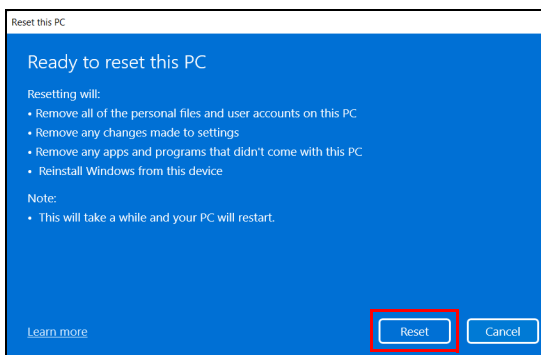 Reset this PC
Ready to reset this PC
Resetting will:
• Remove all of the personal files and user accounts on this PC
• Remove any changes made to settings
• Remove any apps and programs that didn't come with this PC
• Reinstall Windows from this device
Note:
• This will take a while and your PC will restart.
Learn more
Reset
Cancel